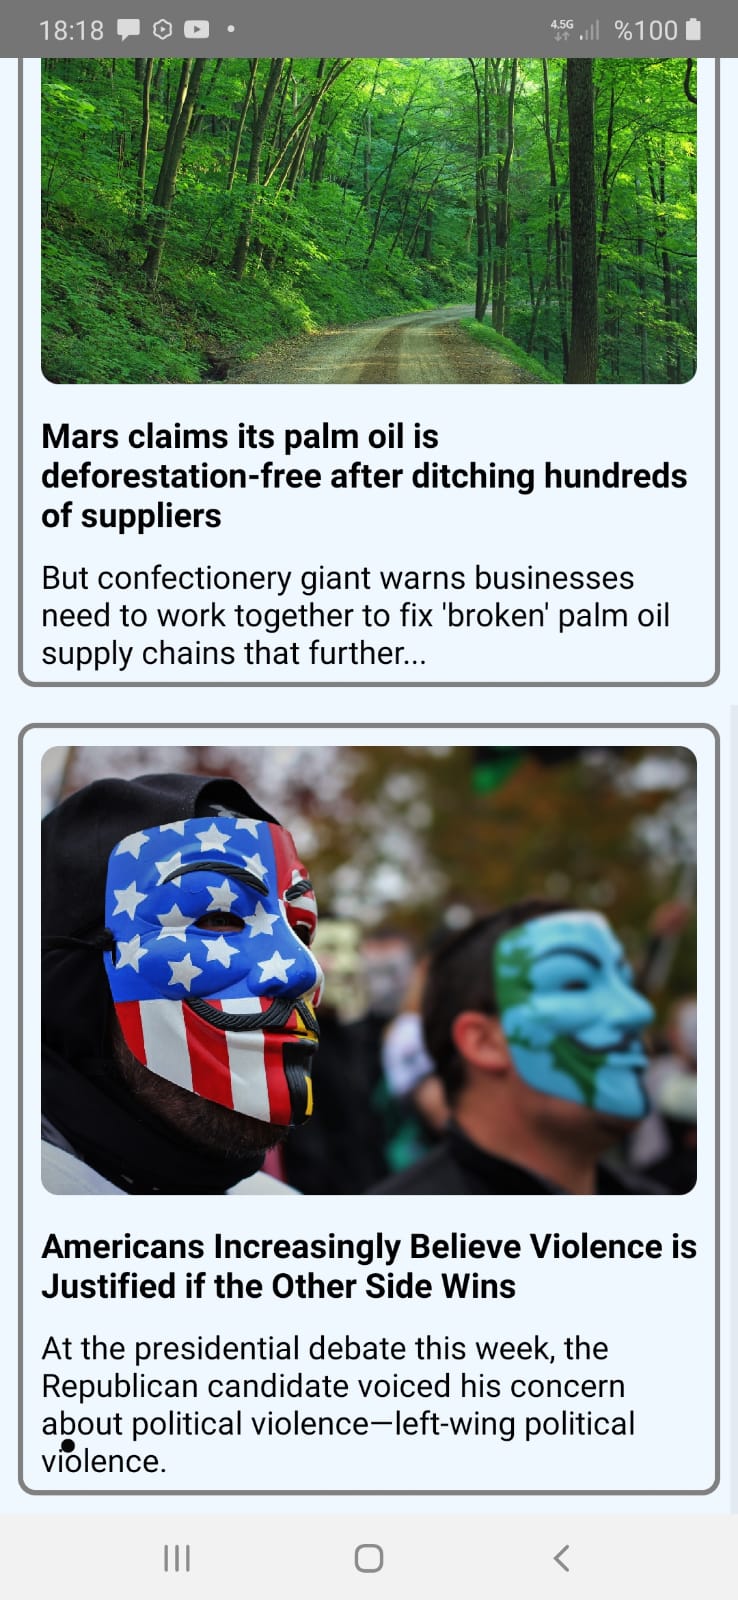 18:18
4.5G
%100
Mars claims its palm oil is
deforestation-free after ditching hundreds
of suppliers
But confectionery giant warns businesses
need to work together to fix 'broken' palm oil
supply chains that further...
Americans Increasingly Believe Violence is
Justified if the Other Side Wins
At the presidential debate this week, the
Republican candidate voiced his concern
about political violence—left-wing political
violence.